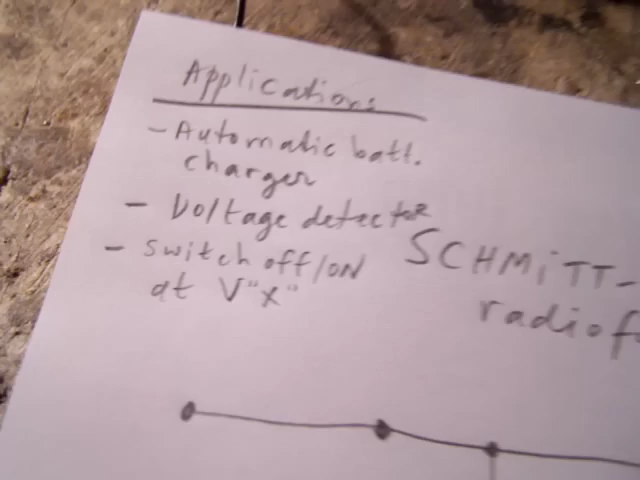 Applications
- Automatic batt.
charger
- Voltage detector
- Switch off/ON
at V"X"
SCHMiTT-
radiof